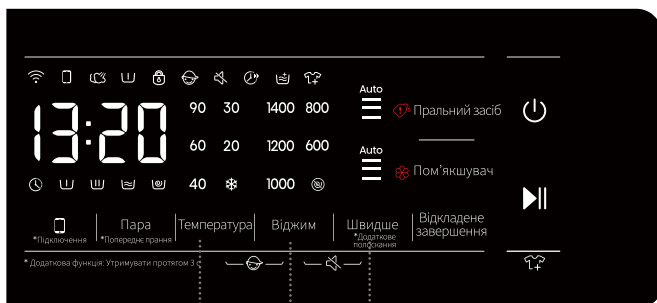 Auto
13:20
90 30
1400 800
Пральний засіб
60 20
1200 600
Auto
Пом’якшувач
40
1000
Пара
Температура
Віджим
Швидше
Відкладене
завершення
*Підключення
*Попереднє прання
*Додаткове
полоскання
* Додаткова функція: Утримувати протягом 3 с